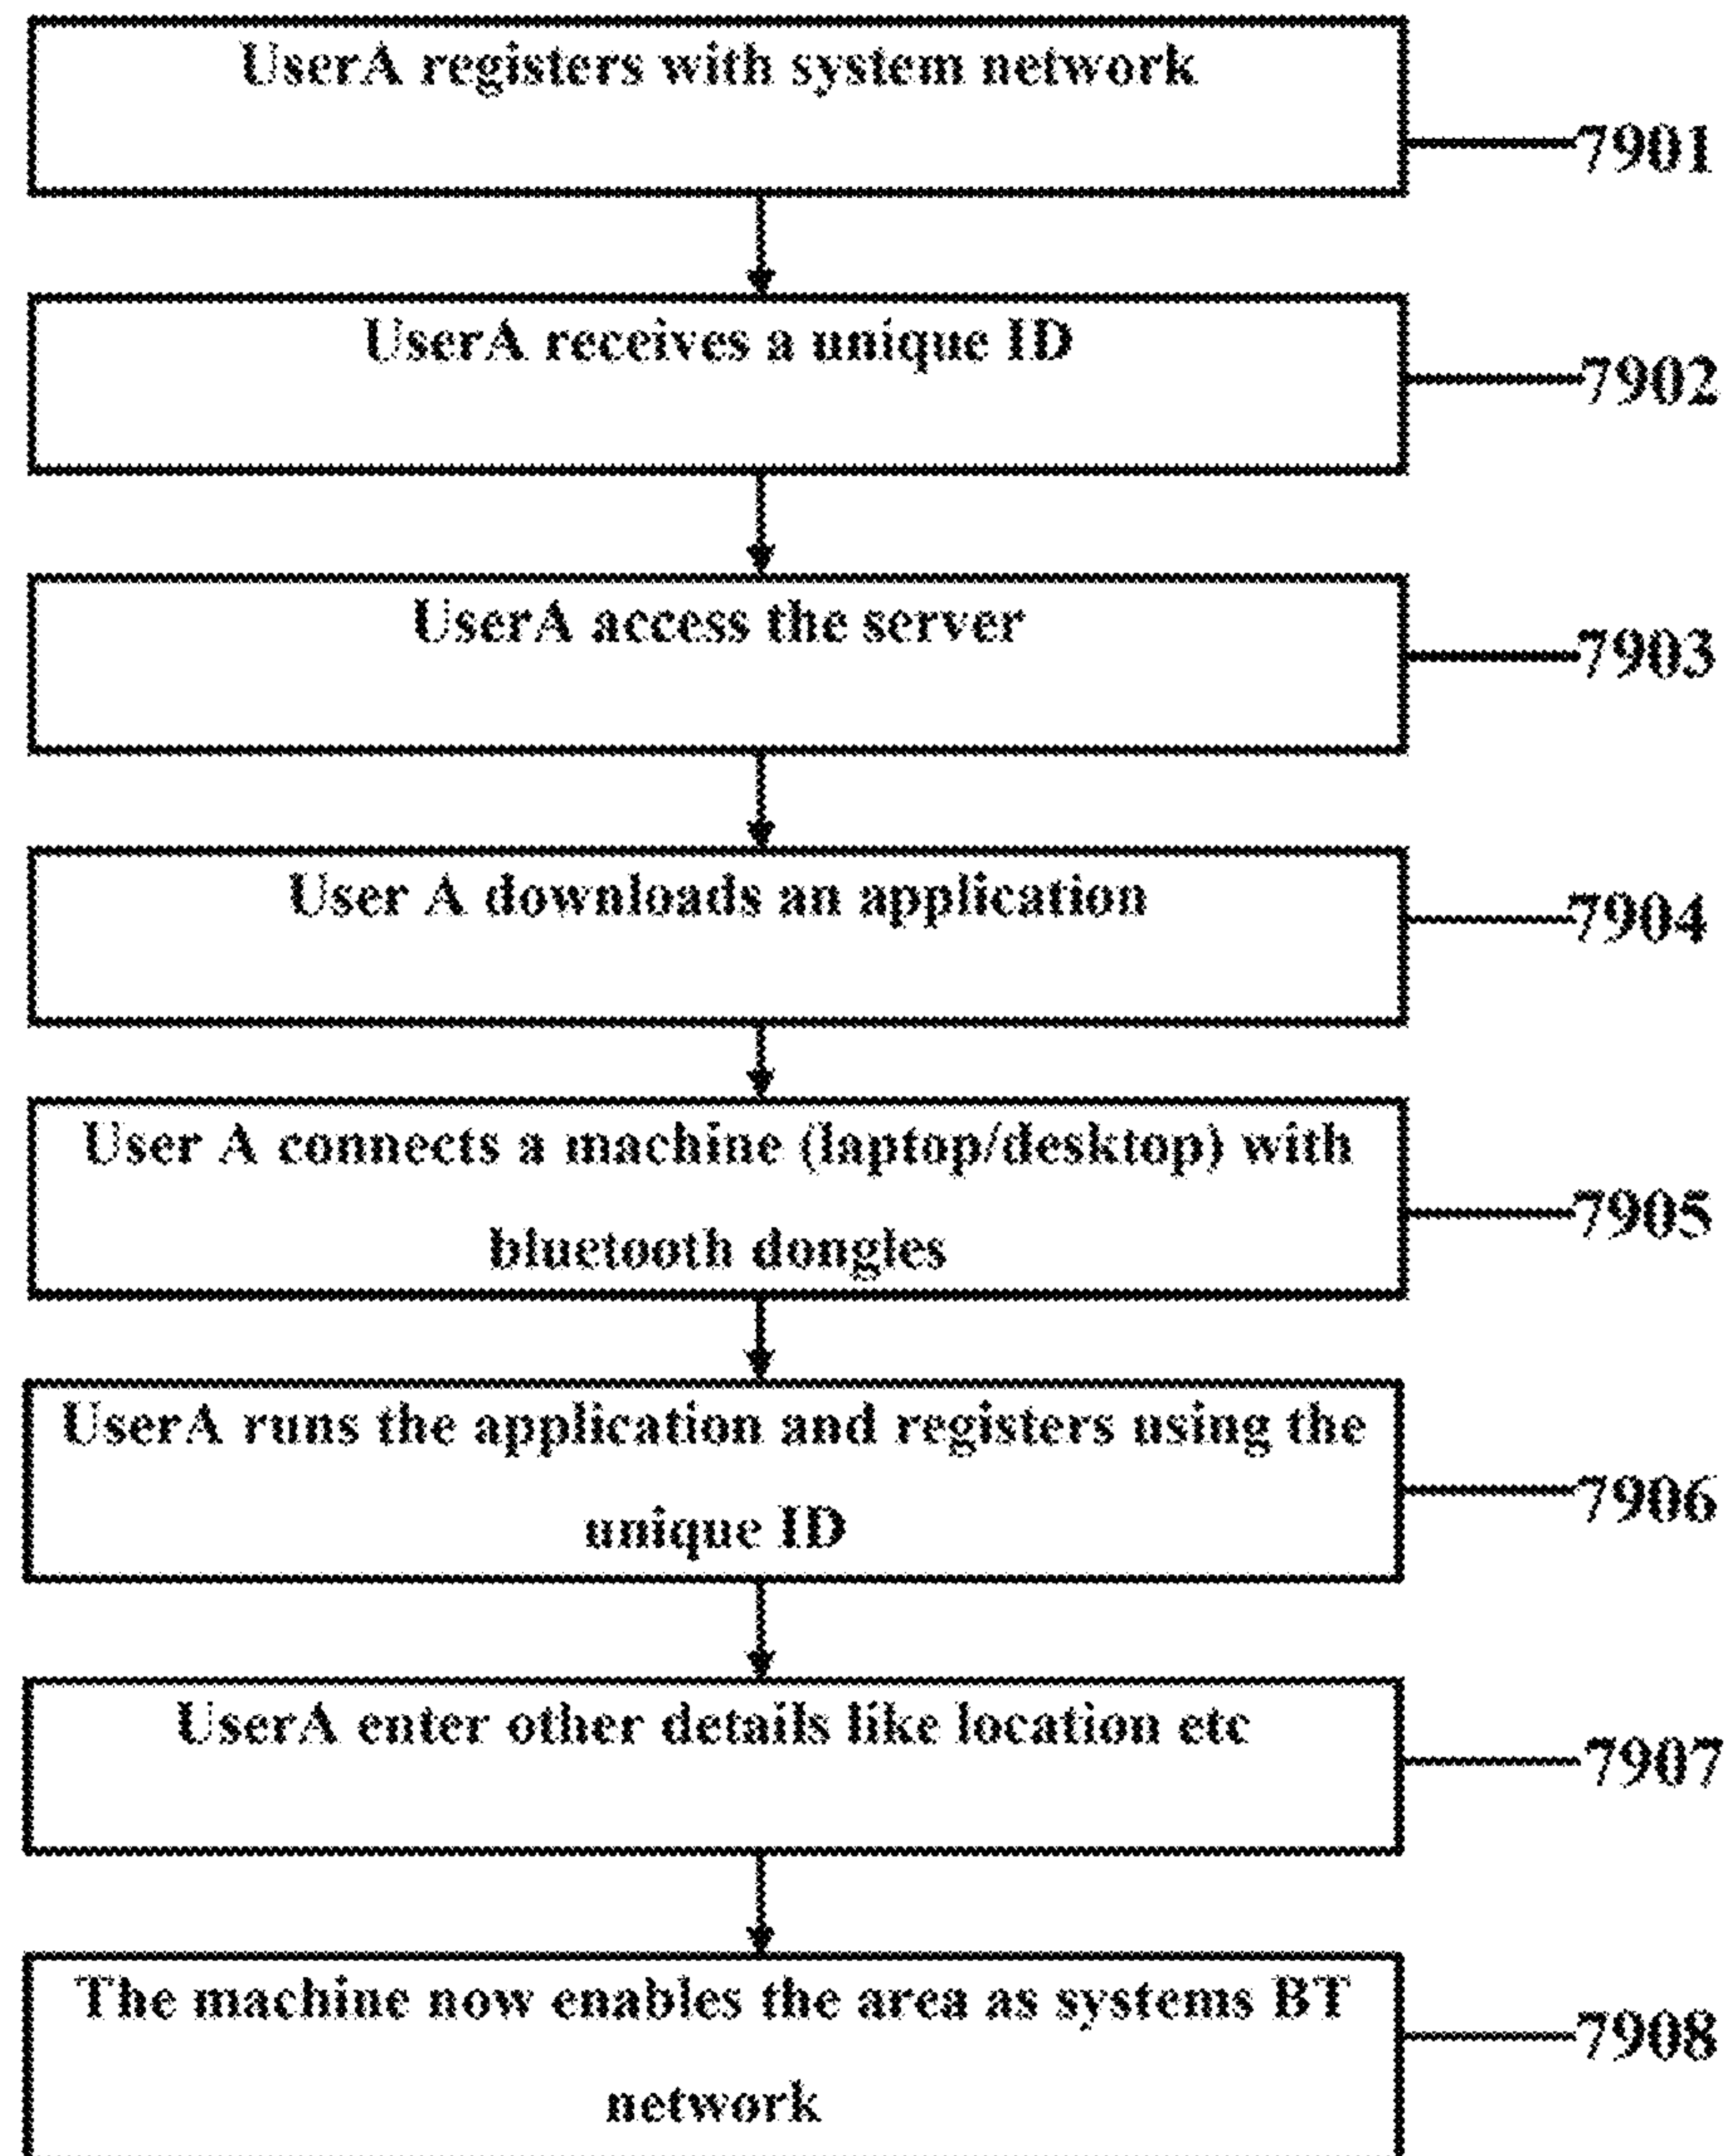 UserA registers with system network
7901
UserA receives a unique ID
7902
UserA access the server
7903
User A downloads an application
7904
User A connects a machine (laptop/desktop) with
bluetooth dongles
7905
UserA runs the application and registers using the
unique ID
7906
UserA enter other details like location etc
7907
The machine now enables the area as systems BT
network
7908